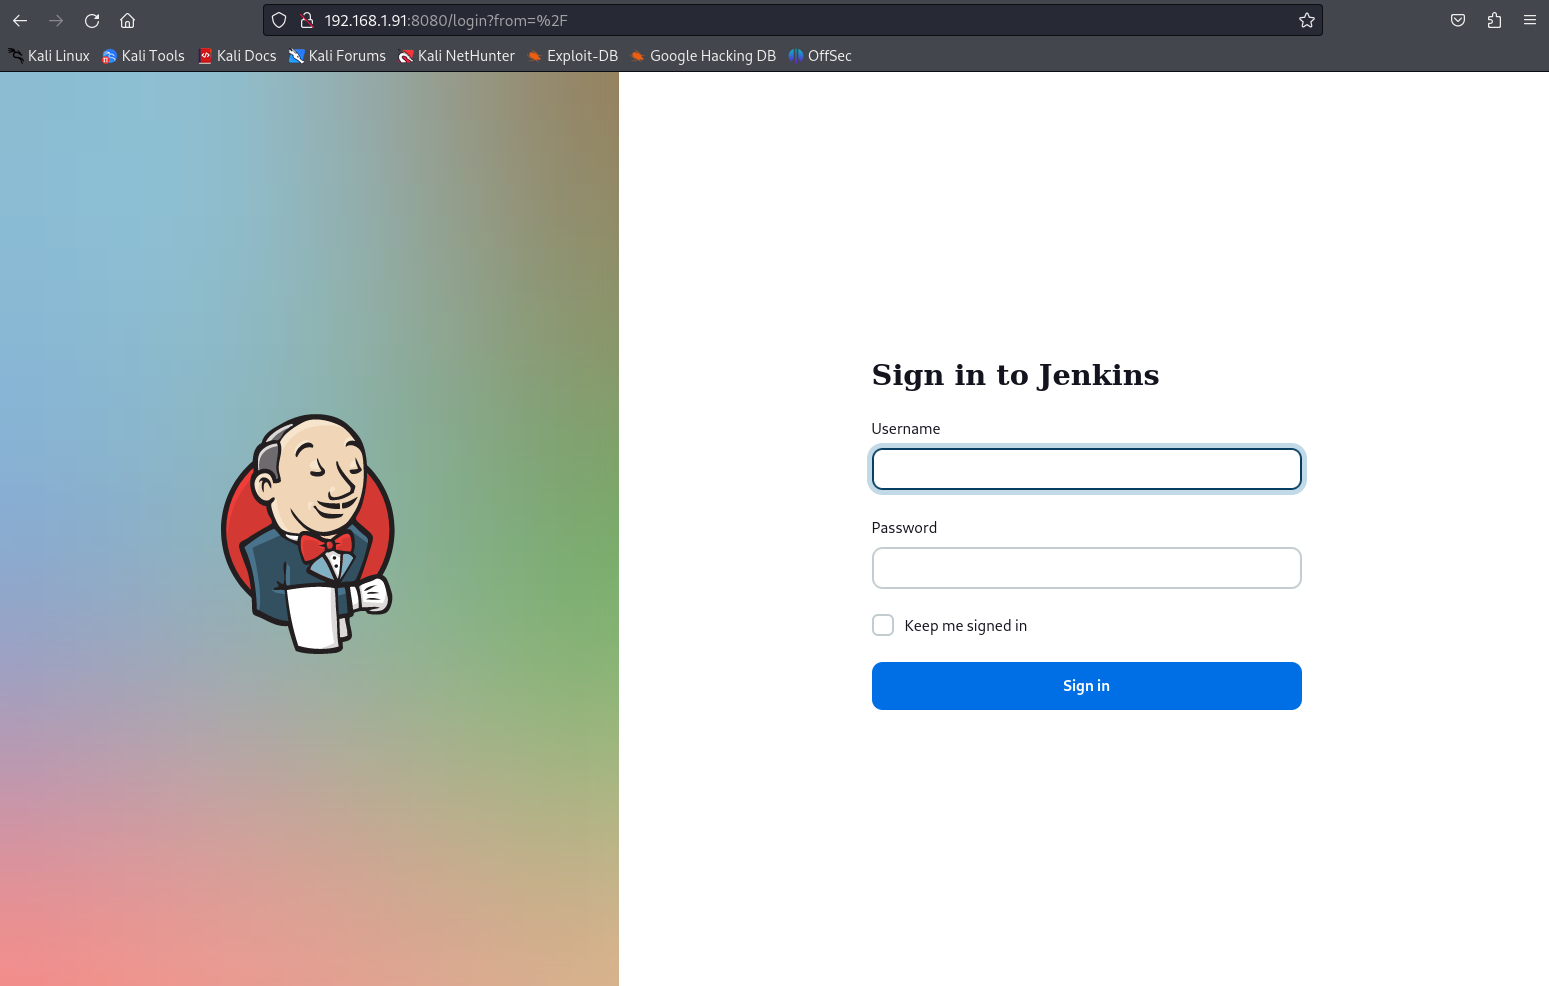 192.168.1.91:8080/login?from=%2F
Kali Linux Kali Tools Kali Docs Kali Forums Kali NetHunter Exploit-DB Google Hacking DB OffSec
Sign in to Jenkins
Username
Password
Keep me signed in
Sign in